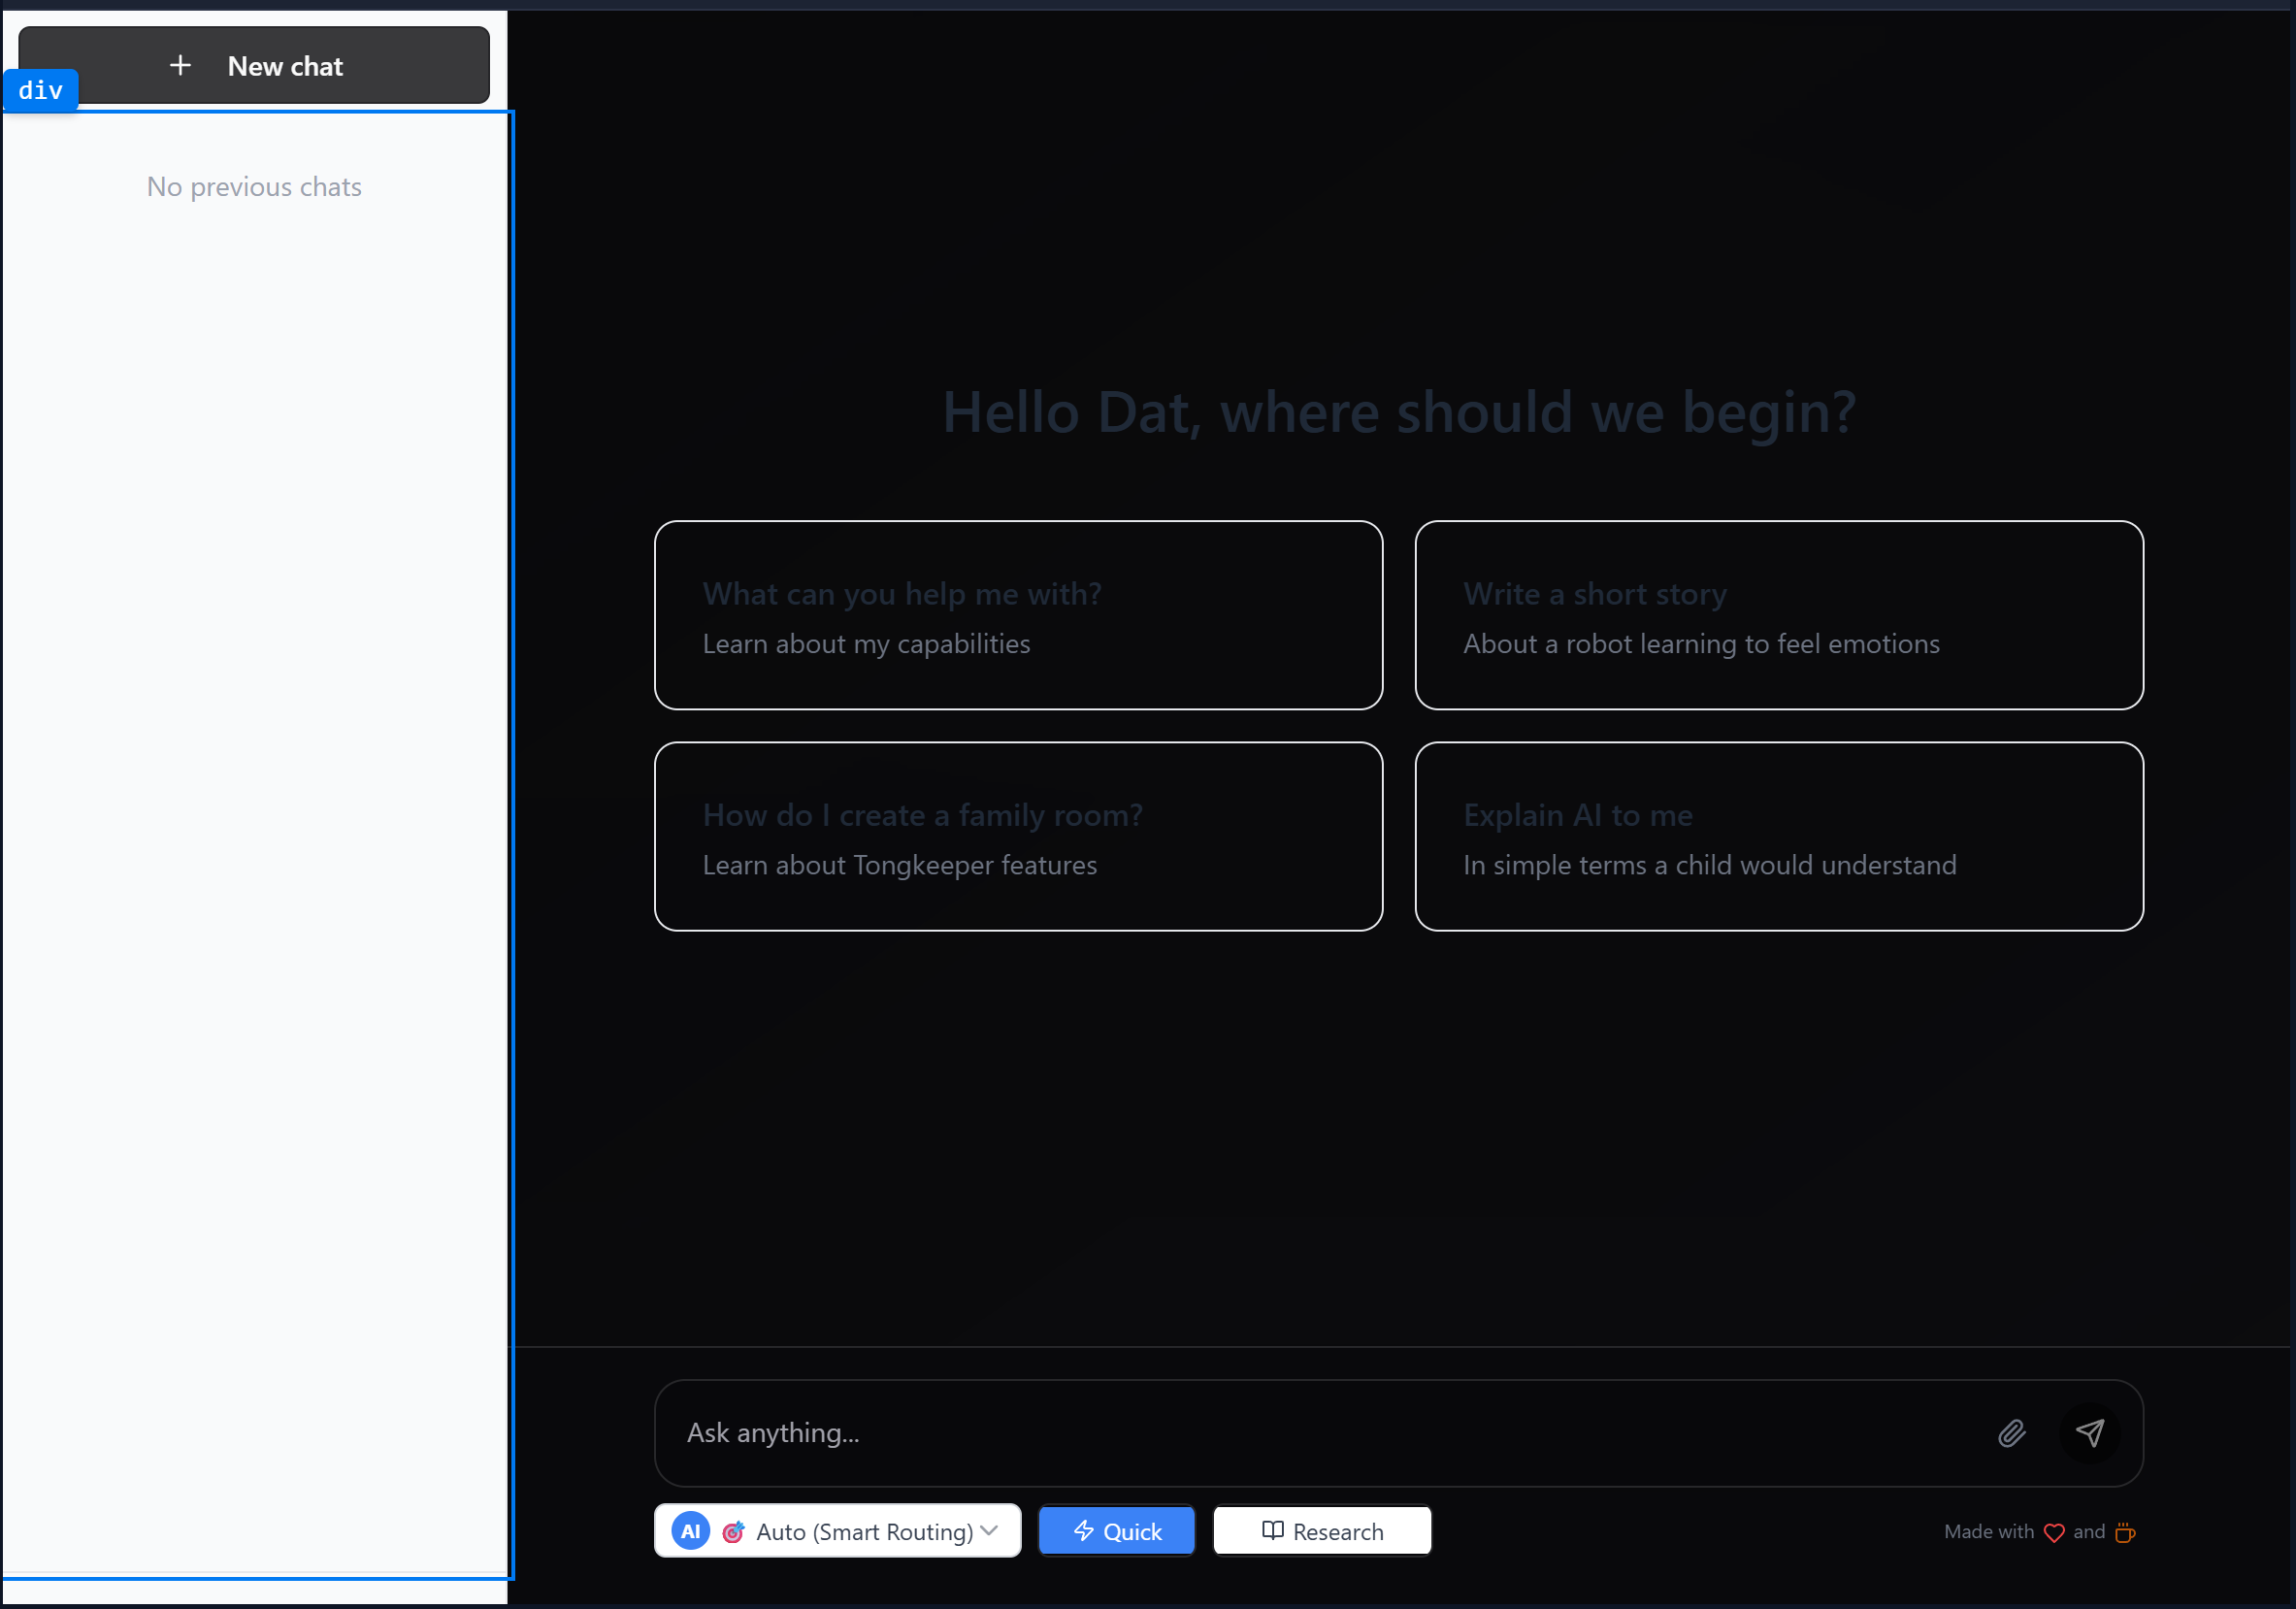 New chat
div
No previous chats
Hello Dat, where should we begin?
What can you help me with?
Learn about my capabilities
Write a short story
About a robot learning to feel emotions
How do I create a family room?
Learn about Tongkeeper features
Explain AI to me
In simple terms a child would understand
Ask anything...
AI 🎯 Auto (Smart Routing)
Quick
Research
Made with ♡ and ☕